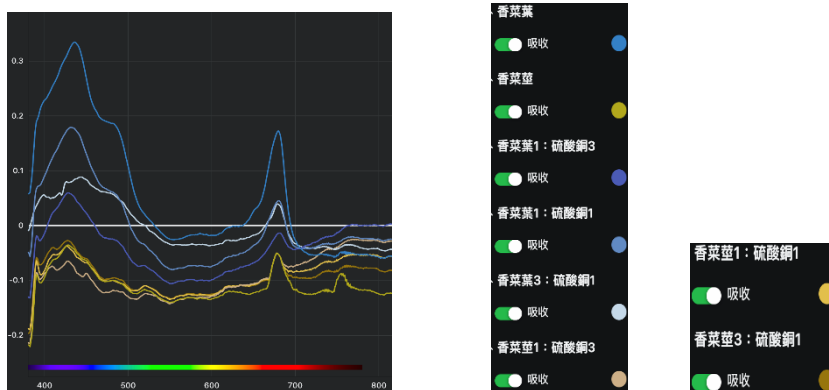 0.3
0.2
0.1
0
-0.1
-0.2
400
600
700
800
香菜葉
吸收
香菜莖
吸收
香菜葉1：硫酸銅3
吸收
香菜葉1：硫酸銅1
吸收
香菜葉3：硫酸銅1
吸收
香菜莖1：硫酸銅3
吸收
香菜莖1：硫酸銅1
吸收
香菜莖3：硫酸銅1
吸收